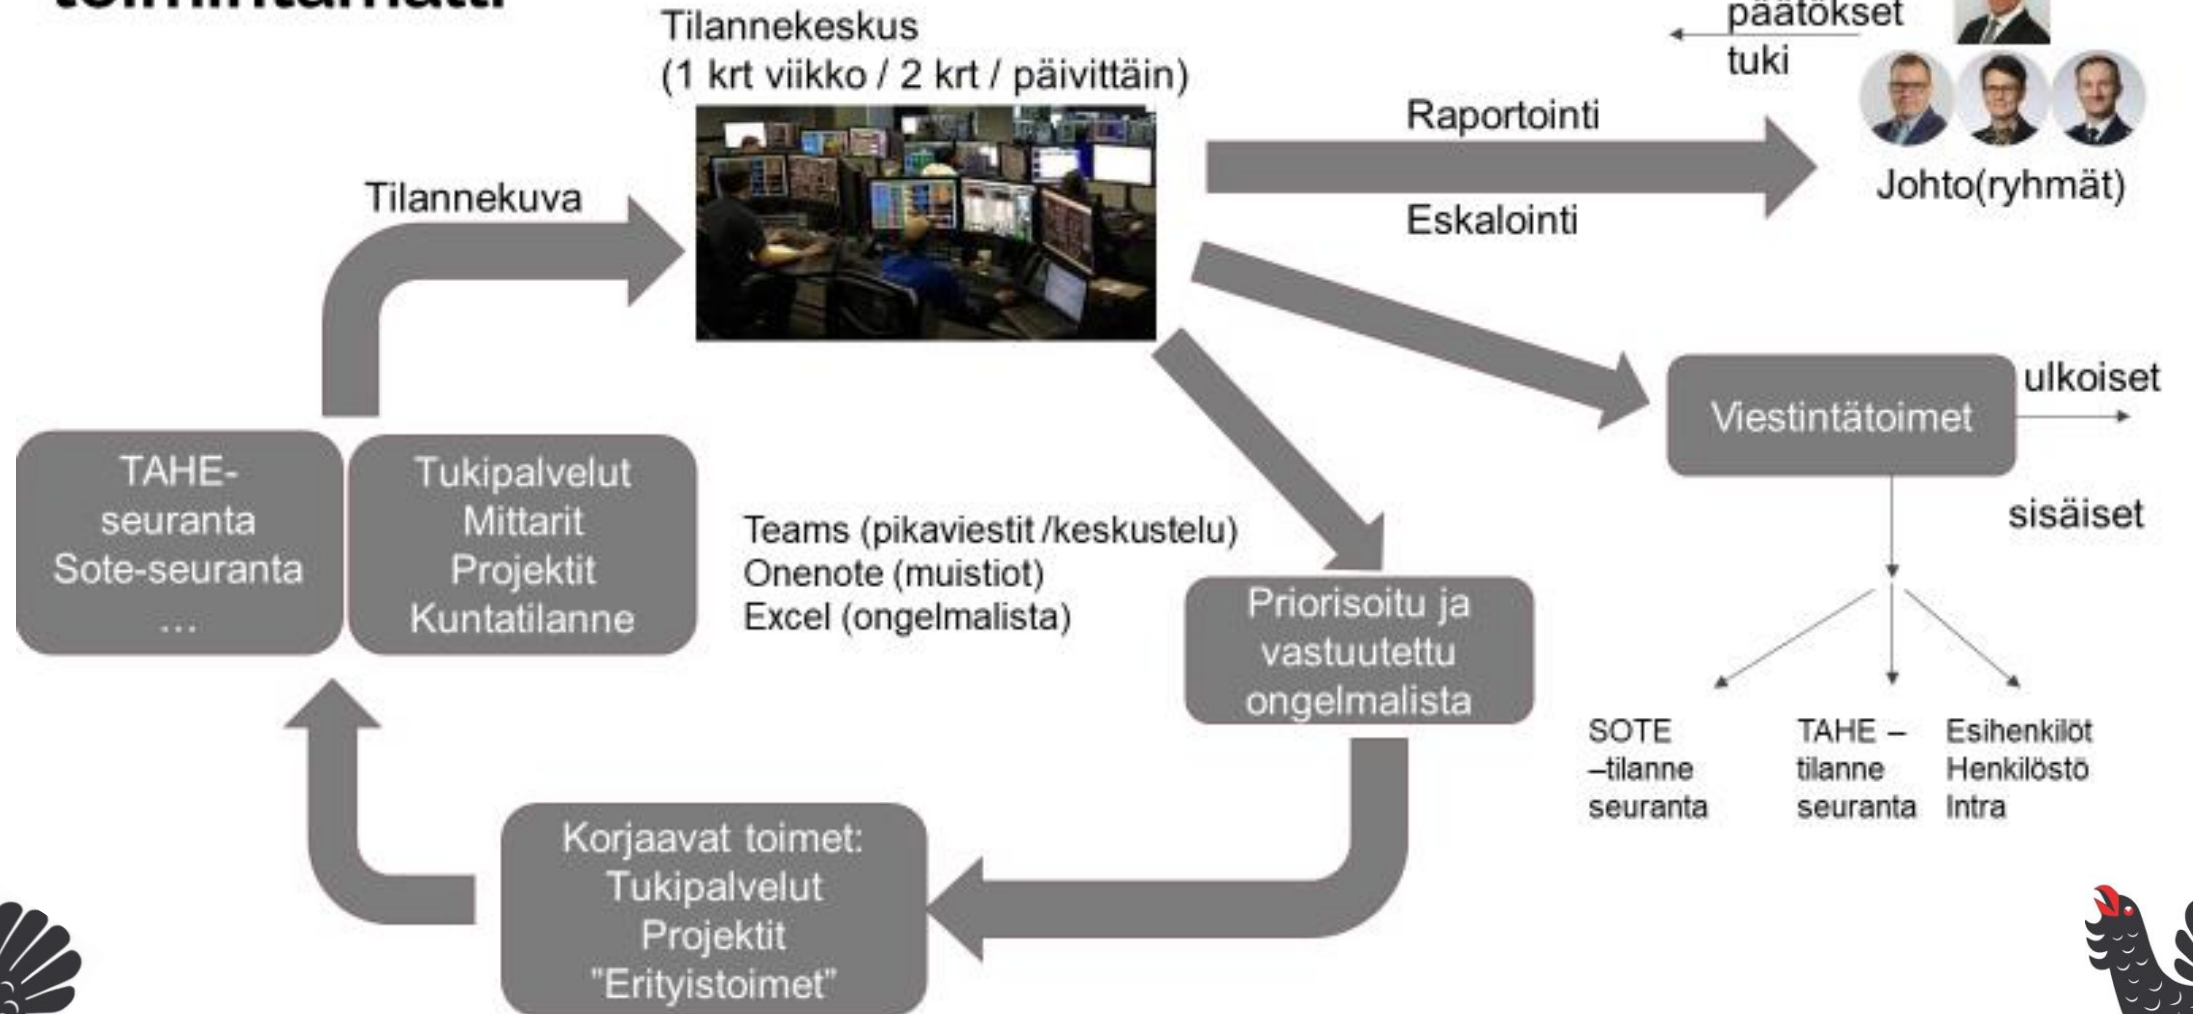 Tilannekeskus
(1 krt viikko / 2 krt / päivittäin)
päätökset
tuki
Raportointi
Eskalointi
Johto(ryhmät)
Tilannekuva
Viestintätoimet
ulkoiset
sisäiset
TAHE-
seuranta
Sote-seuranta
…
Tukipalvelut
Mittarit
Projektit
Kuntatilanne
Teams (pikaviestit /keskustelu)
Onenote (muistiot)
Excel (ongelmalista)
Priorisoitu ja
vastuutettu
ongelmalista
SOTE
–tilanne
seuranta
TAHE –
tilanne
seuranta
Esihenkilöt
Henkilöstö
Intra
Korjaavat toimet:
Tukipalvelut
Projektit
"Erityistoimet"